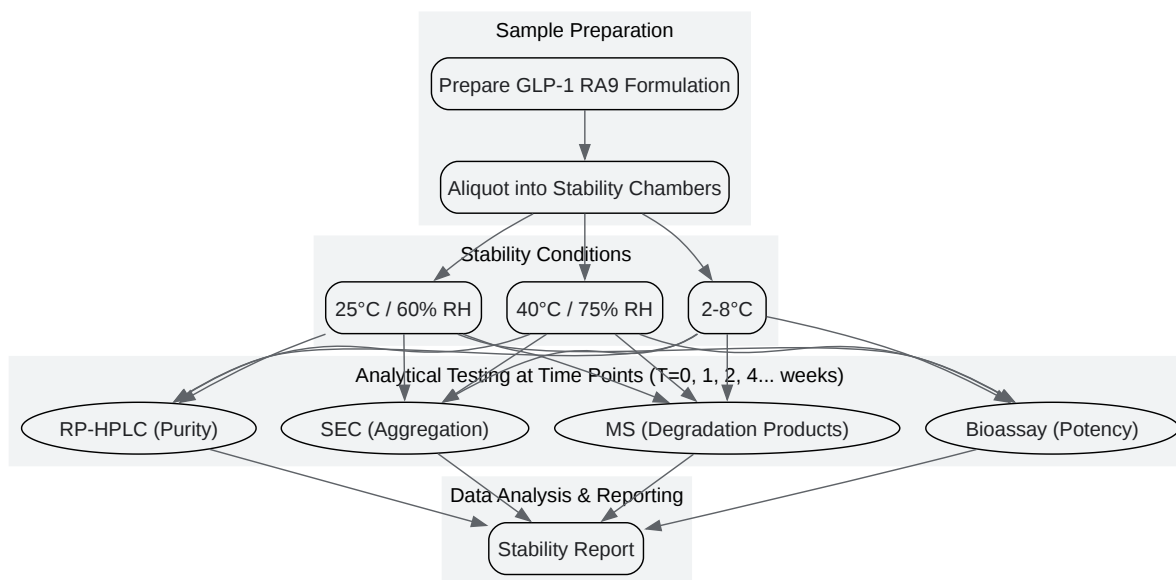 Sample Preparation
Prepare GLP-1 RA9 Formulation
Aliquot into Stability Chambers
Stability Conditions
25°C / 60% RH
40°C / 75% RH
2-8°C
Analytical Testing at Time Points (T=0, 1, 2, 4... weeks)
RP-HPLC (Purity)
SEC (Aggregation)
MS (Degradation Products)
Bioassay (Potency)
Data Analysis & Reporting
Stability Report